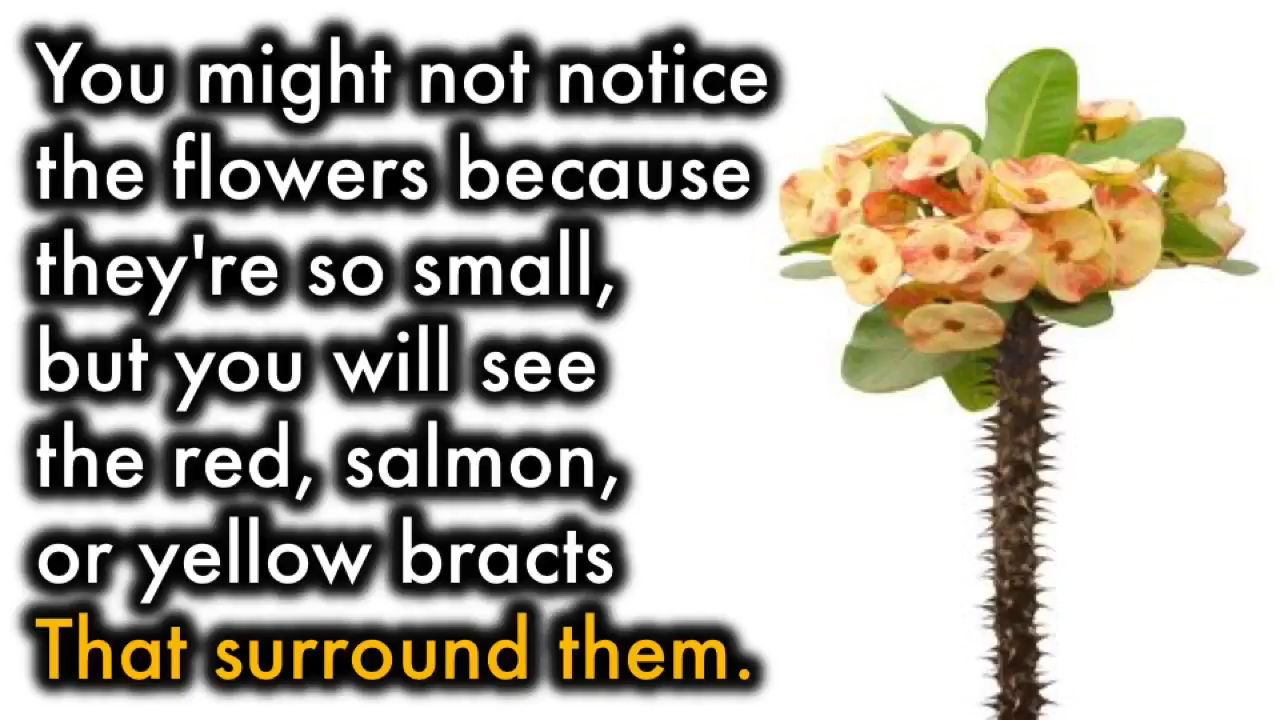 You might not notice
the flowers because
they're so small,
but you will see
the red, salmon,
or yellow bracts
That surround them.